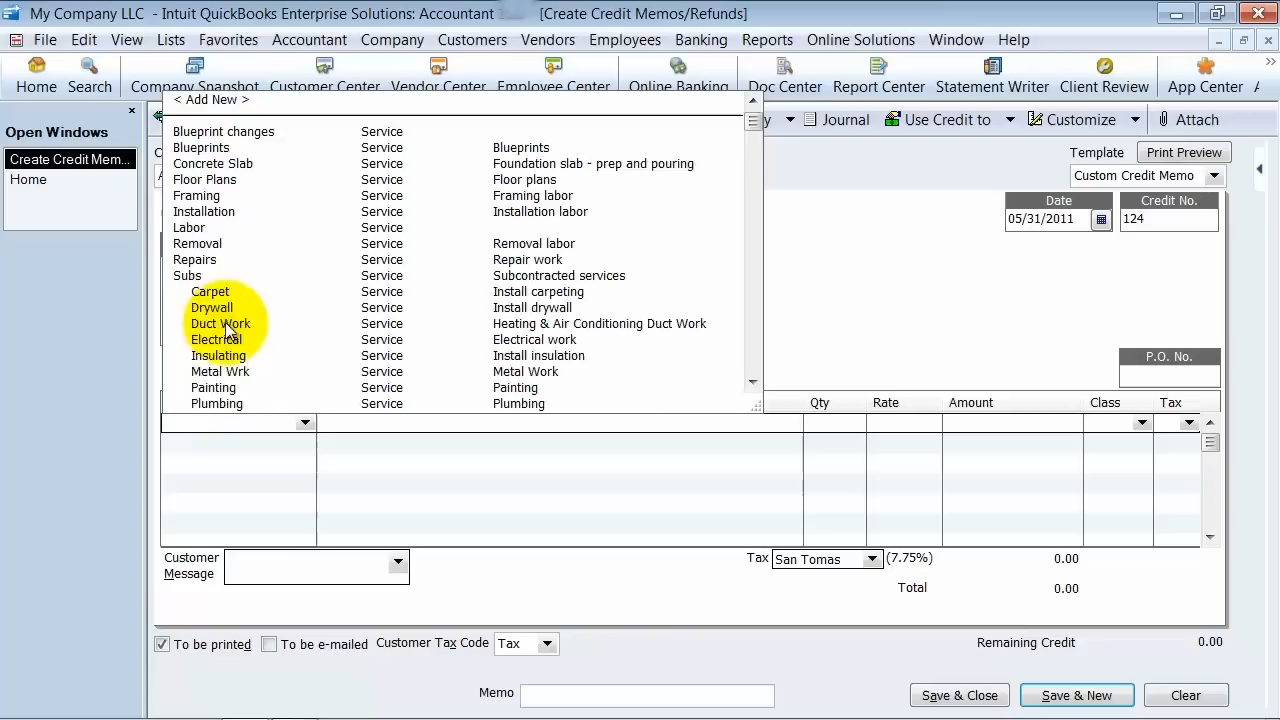 My Company LLC - Intuit QuickBooks Enterprise Solutions: Accountant [Create Credit Memos/Refunds]
File Edit View Lists Favorites Accountant Company Customers Vendors Employees Banking Reports Online Solutions Window Help
Home Search Company Snapshot Customer Center Vendor Center Employee Center Online Banking Doc Center Report Center Statement Writer Client Review App Center
Open Windows
Create Credit Mem...
Home
< Add New >
Journal Use Credit to Customize Attach
Blueprint changes Service
Blueprints Service Blueprints
Concrete Slab Service Foundation slab - prep and pouring
Floor Plans Service Floor plans
Framing Service Framing labor
Installation Service Installation labor
Labor Service
Removal Service Removal labor
Repairs Service Repair work
Subs Service Subcontracted services
Carpet Service Install carpeting
Drywall Service Install drywall
Duct Work Service Heating & Air Conditioning Duct Work
Electrical Service Electrical work
Insulating Service Install insulation
Metal Wrk Service Metal Work
Painting Service Painting
Plumbing Service Plumbing
Template Print Preview
Custom Credit Memo
Date Credit No.
05/31/2011 124
P.O. No.
Qty Rate Amount Class Tax
Customer Message
Tax San Tomas (7.75%) 0.00
Total 0.00
To be printed To be e-mailed Customer Tax Code Tax Remaining Credit 0.00
Memo Save & Close Save & New Clear